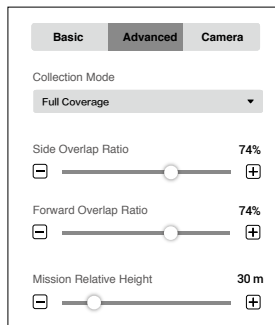 Basic Advanced Camera
Collection Mode
Full Coverage
Side Overlap Ratio 74%
Forward Overlap Ratio 74%
Mission Relative Height 30 m